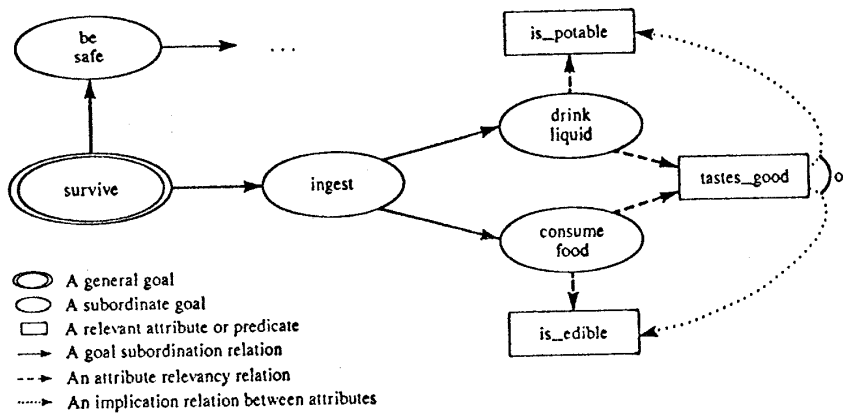 be
safe
...
is_potable
drink
liquid
survive
ingest
tastes_good
o
consume
food
is_edible
A general goal
A subordinate goal
A relevant attribute or predicate
A goal subordination relation
An attribute relevancy relation
An implication relation between attributes